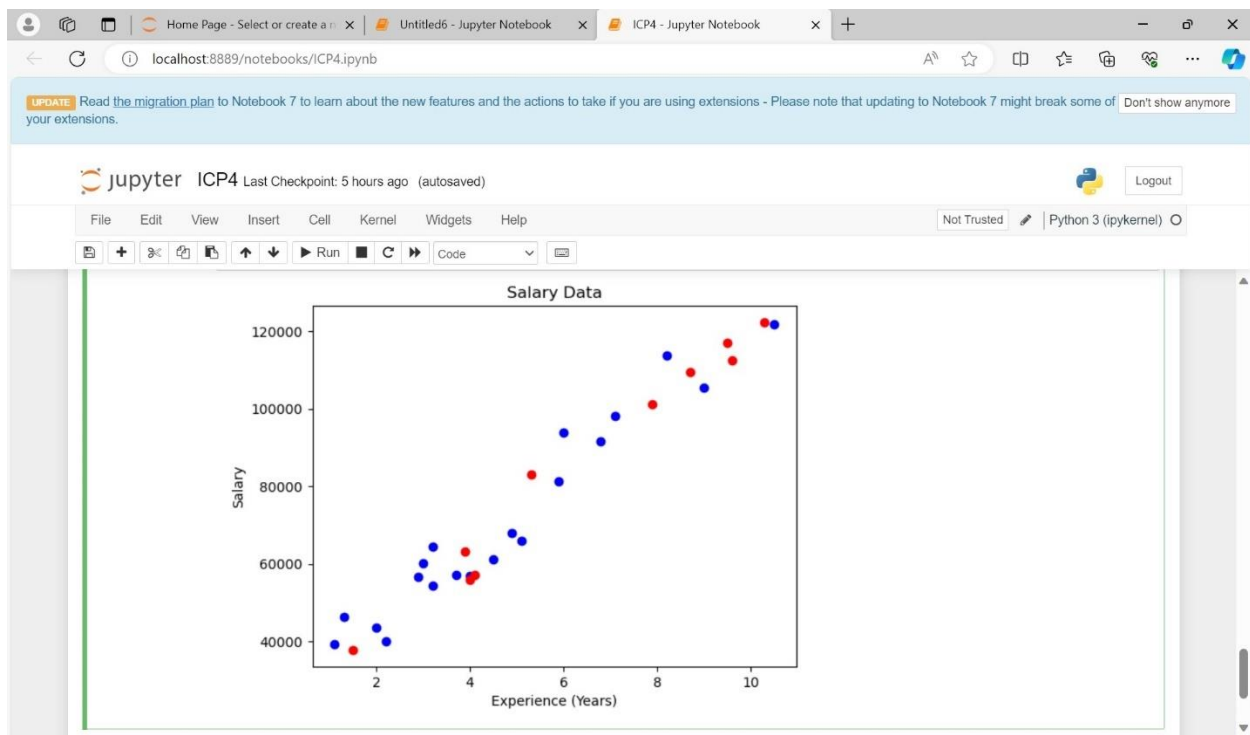 Home Page - Select or create a n
Untitled6 - Jupyter Notebook
ICP4 - Jupyter Notebook
localhost:8889/notebooks/ICP4.ipynb
UPDATE Read the migration plan to Notebook 7 to learn about the new features and the actions to take if you are using extensions - Please note that updating to Notebook 7 might break some of
your extensions.
Don't show anymore
jupyter ICP4 Last Checkpoint: 5 hours ago (autosaved)
Logout
File Edit View Insert Cell Kernel Widgets Help
Not Trusted Python 3 (ipykernel)
Run Code
Salary Data
120000
100000
80000
60000
40000
Salary
2 4 6 8 10
Experience (Years)